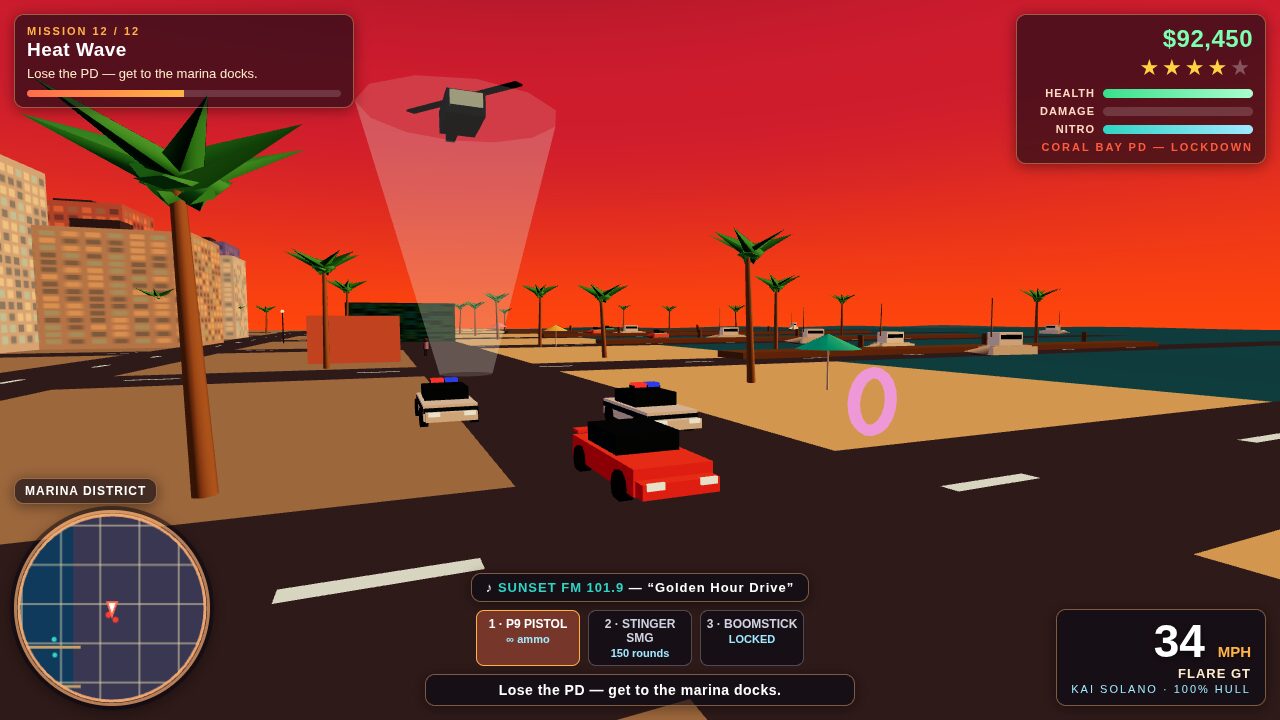 MISSION 12 / 12
Heat Wave
Lose the PD — get to the marina docks.
$92,450
★★★★★
HEALTH
DAMAGE
NITRO
CORAL BAY PD — LOCKDOWN
MARINA DISTRICT
♪ SUNSET FM 101.9 — “Golden Hour Drive”
1 · P9 PISTOL
∞ ammo
2 · STINGER
SMG
150 rounds
3 · BOOMSTICK
LOCKED
Lose the PD — get to the marina docks.
34 MPH
FLARE GT
KAI SOLANO · 100% HULL